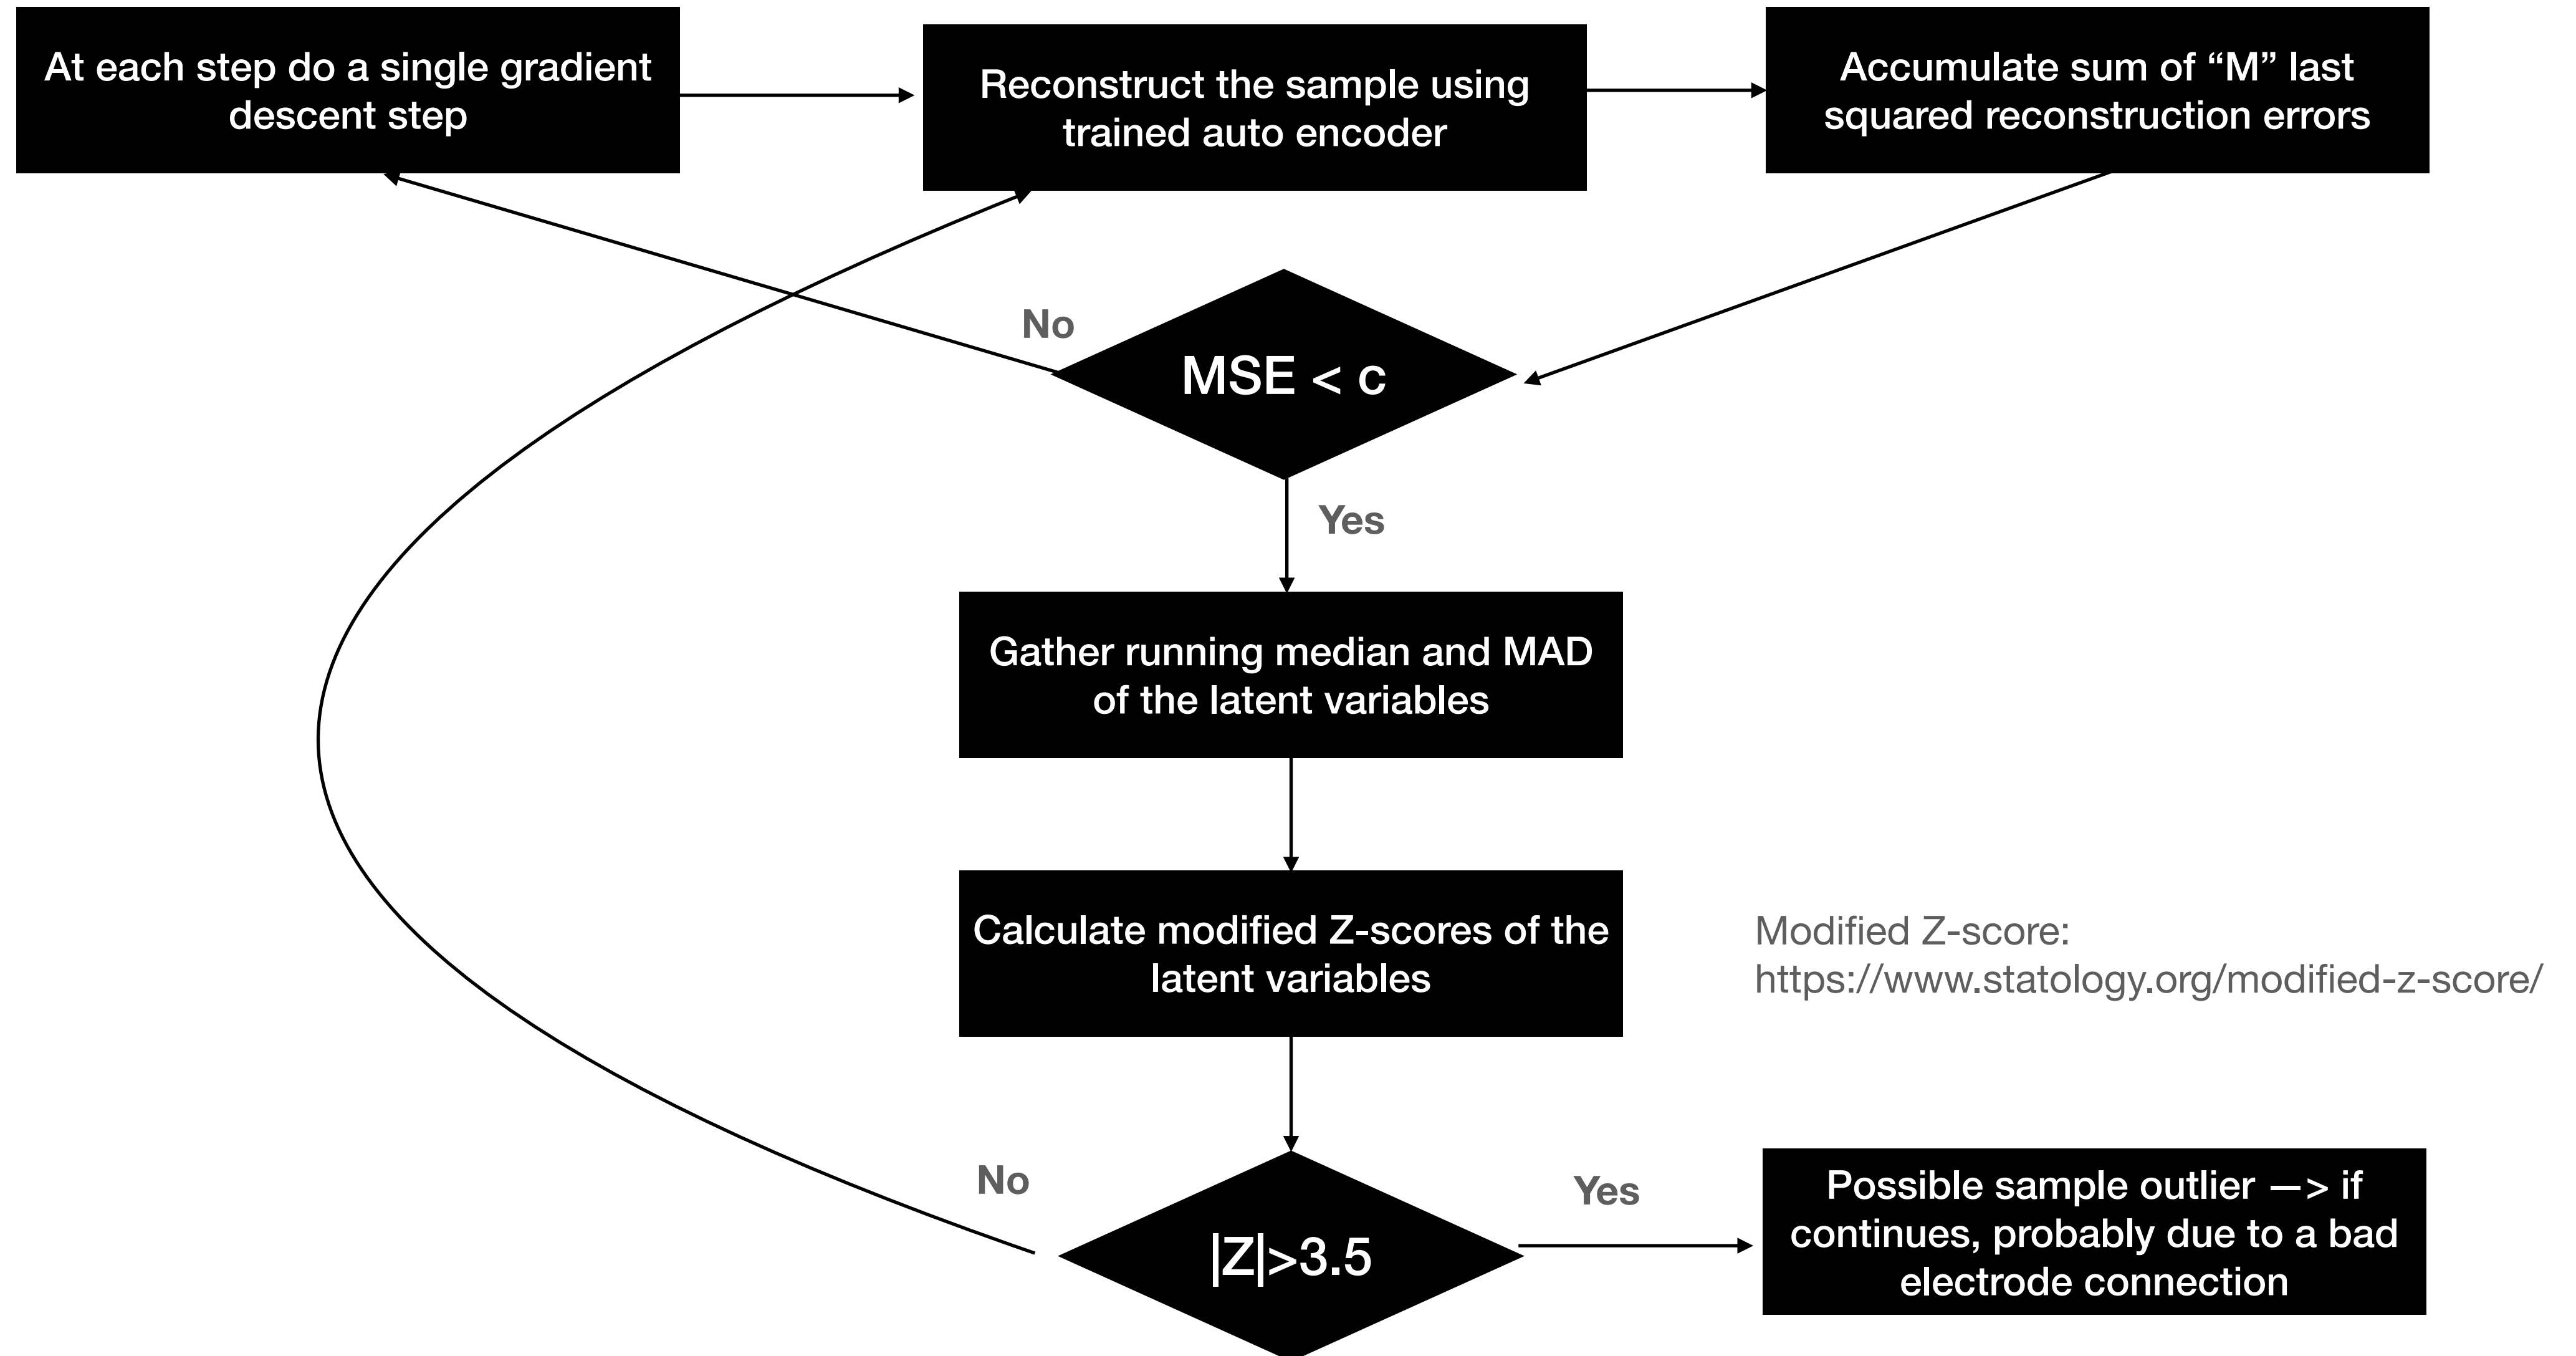 At each step do a single gradient
descent step
Reconstruct the sample using
trained auto encoder
Accumulate sum of “M” last
squared reconstruction errors
No
MSE < c
Yes
Gather running median and MAD
of the latent variables
Calculate modified Z-scores of the
latent variables
Modified Z-score:
https://www.statology.org/modified-z-score/
No
|Z|>3.5
Yes
Possible sample outlier —> if
continues, probably due to a bad
electrode connection